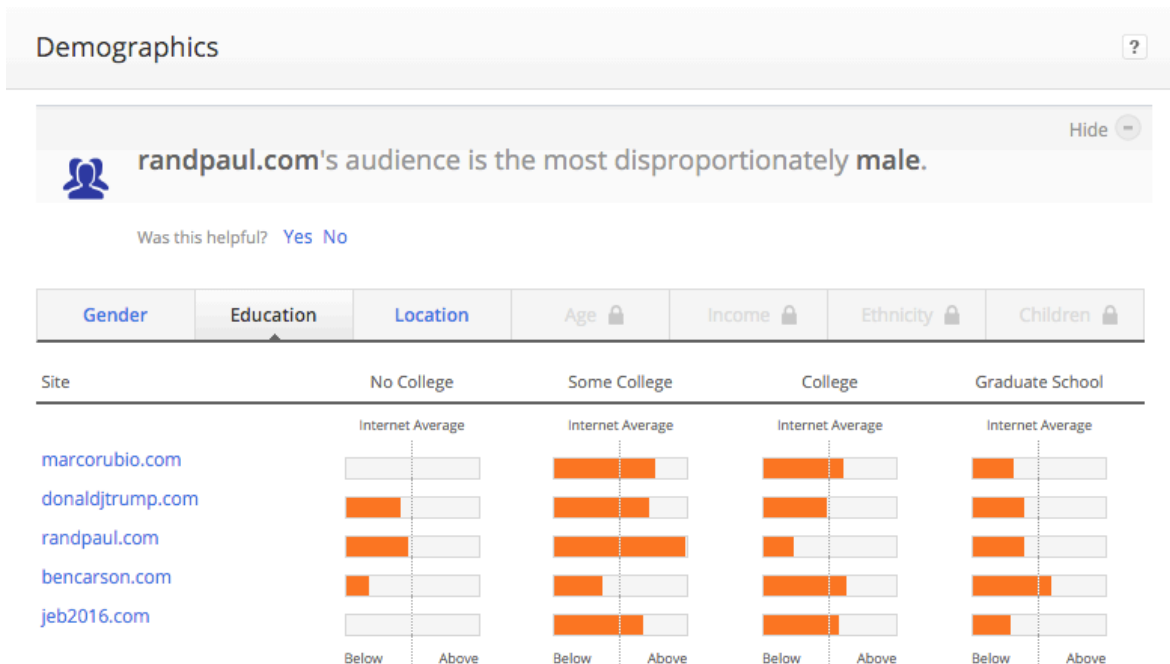 Demographics
?
Hide −
randpaul.com's audience is the most disproportionately male.
Was this helpful? Yes No
Gender Education Location Age Income Ethnicity Children
Site No College Some College College Graduate School
Internet Average Internet Average Internet Average Internet Average
marcorubio.com
donaldjtrump.com
randpaul.com
bencarson.com
jeb2016.com
Below Above Below Above Below Above Below Above